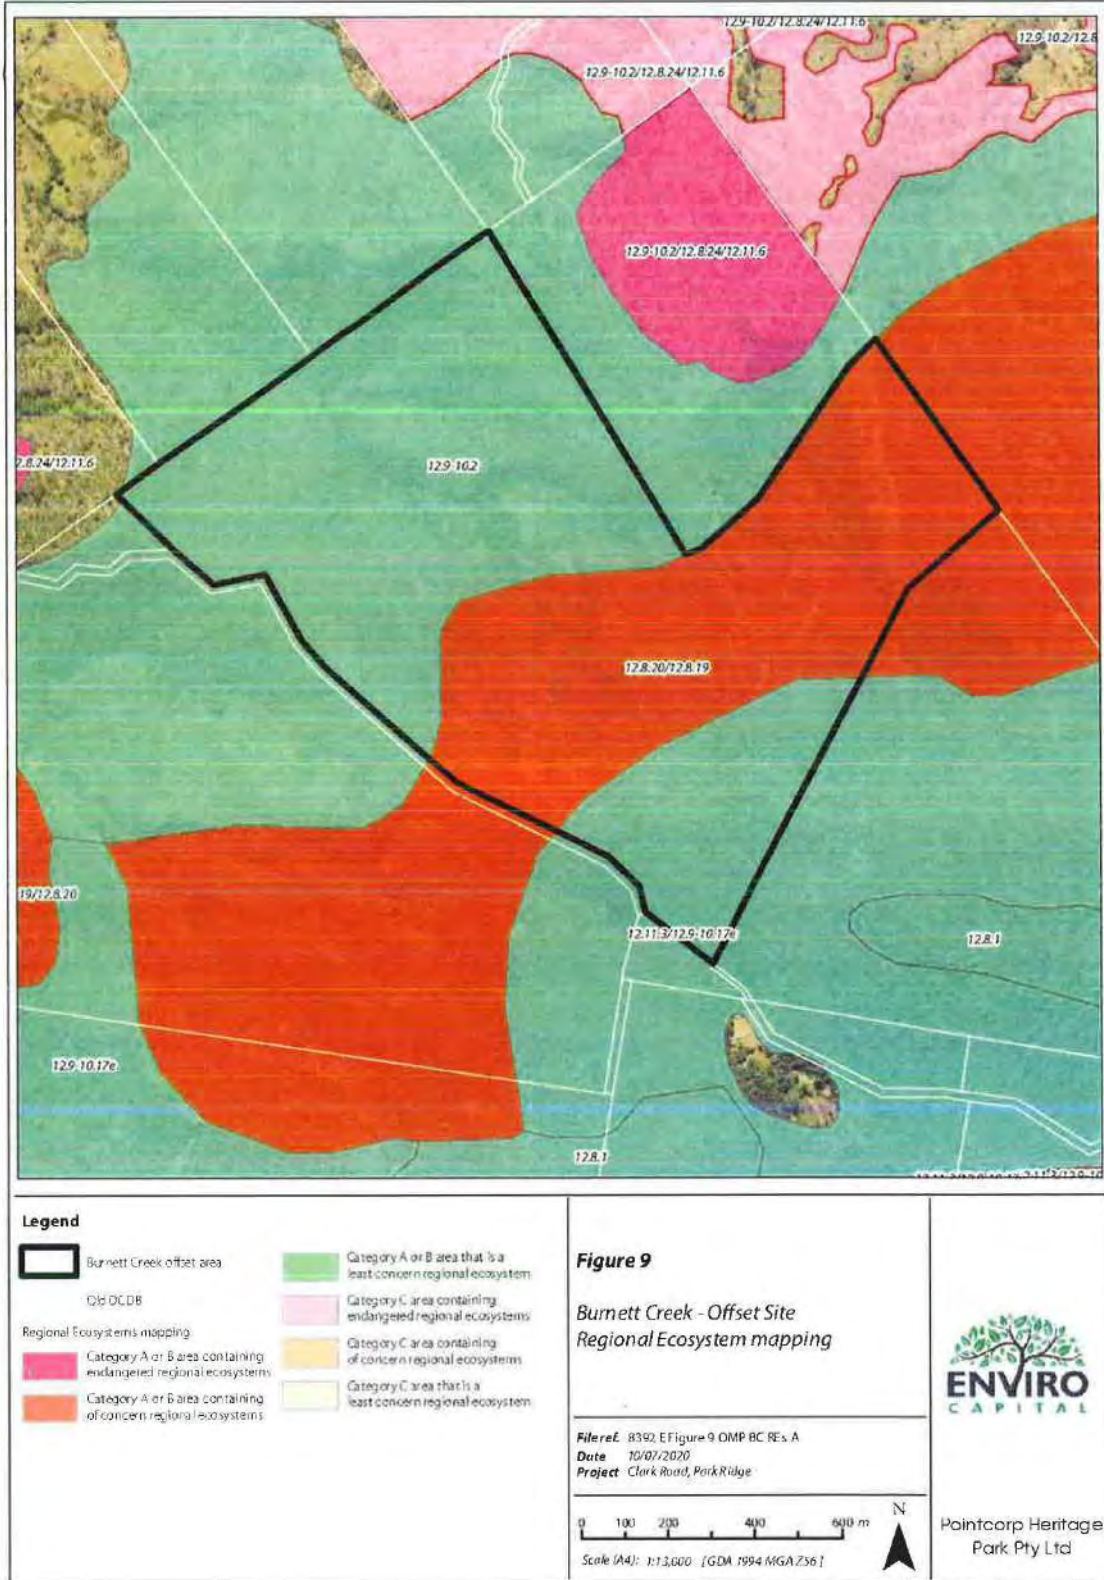 12.9-10.2/12.8.24/12.11.6
12.9-10.2/12.8
12.9-10.2/12.8.24/12.11.6
12.9-10.2/12.8.24/12.11.6
2.8.24/12.11.6
12.9-10.2
12.8.20/12.8.19
19/12.8.20
12.11.3/12.9-10.17e
12.8.1
12.9-10.17e
12.8.1
Legend
Burnett Creek offset area
Qld DCDB
Regional Ecosystems mapping
Category A or B area containing
endangered regional ecosystems
Category A or B area containing
of concern regional ecosystems
Category A or B area that is a
least concern regional ecosystem
Category C area containing
endangered regional ecosystems
Category C area containing
of concern regional ecosystems
Category C area that is a
least concern regional ecosystem
Figure 9
Burnett Creek - Offset Site
Regional Ecosystem mapping
File ref. 8392 E Figure 9 OMP BC REs A
Date 10/07/2020
Project Clark Road, Park Ridge
0 100 200 400 600 m
N
Scale (A4): 1:13,000 [GDA 1994 MGA Z56]
ENVIRO
CAPITAL
Pointcorp Heritage
Park Pty Ltd